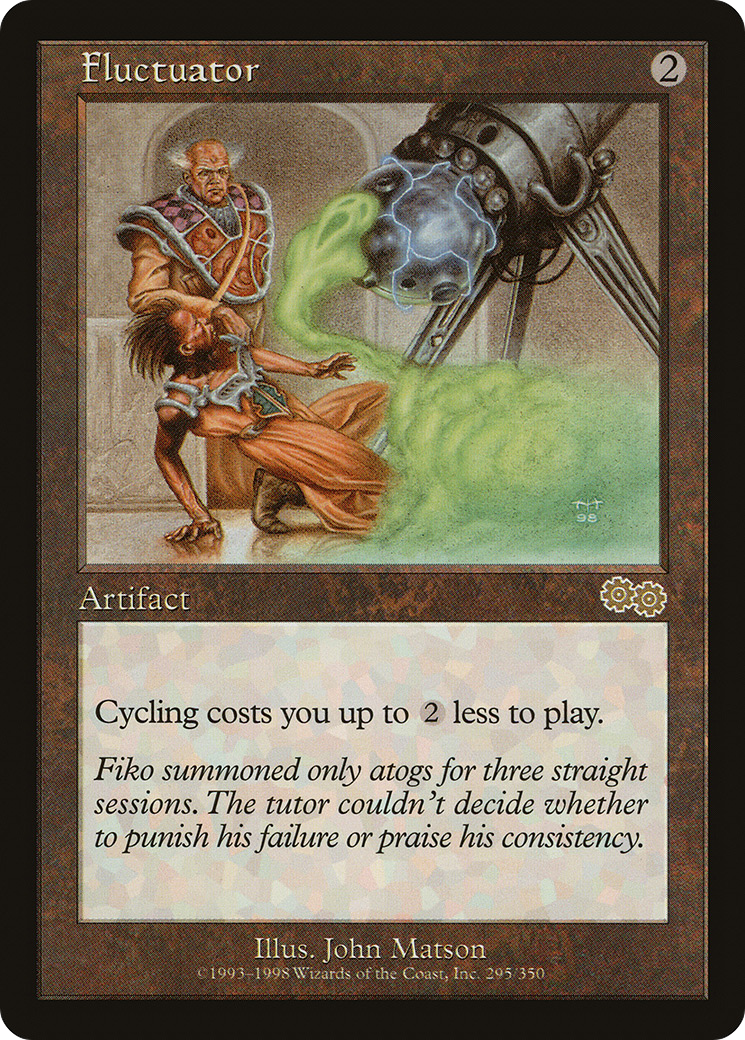 Fluctuator
2
98
Artifact
Cycling costs you up to 2 less to play.
Fiko summoned only atogs for three straight
sessions. The tutor couldn't decide whether
to punish his failure or praise his consistency.
Illus. John Matson
©1993–1998 Wizards of the Coast, Inc. 295/350